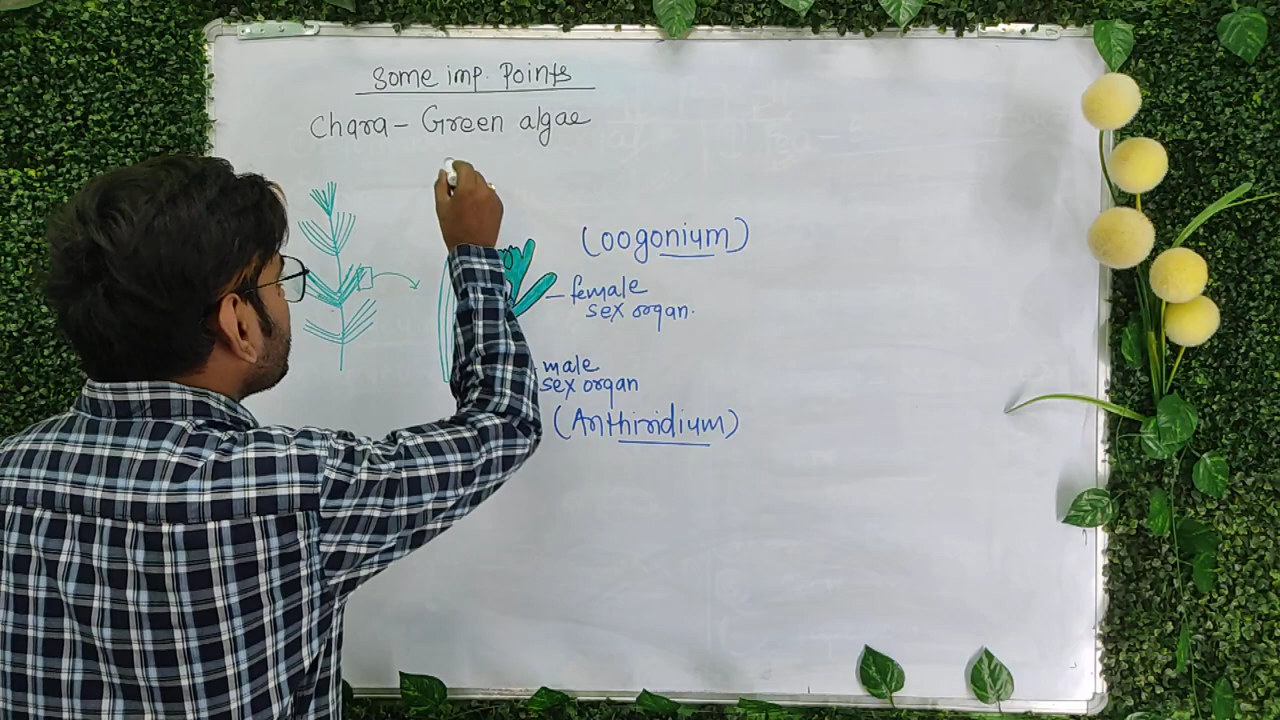 Some imp. Points
Chara - Green algae
(oogonium)
female
sex organ.
male
sex organ
(Anthiridium)